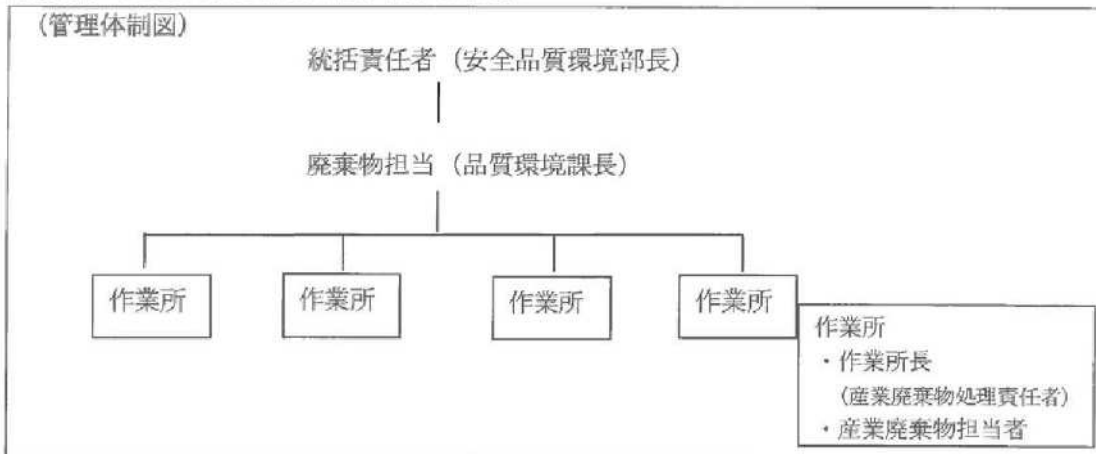 （管理体制図）
統括責任者（安全品質環境部長）
廃棄物担当（品質環境課長）
作業所
作業所
作業所
作業所
作業所
・作業所長
（産業廃棄物処理責任者）
・産業廃棄物担当者